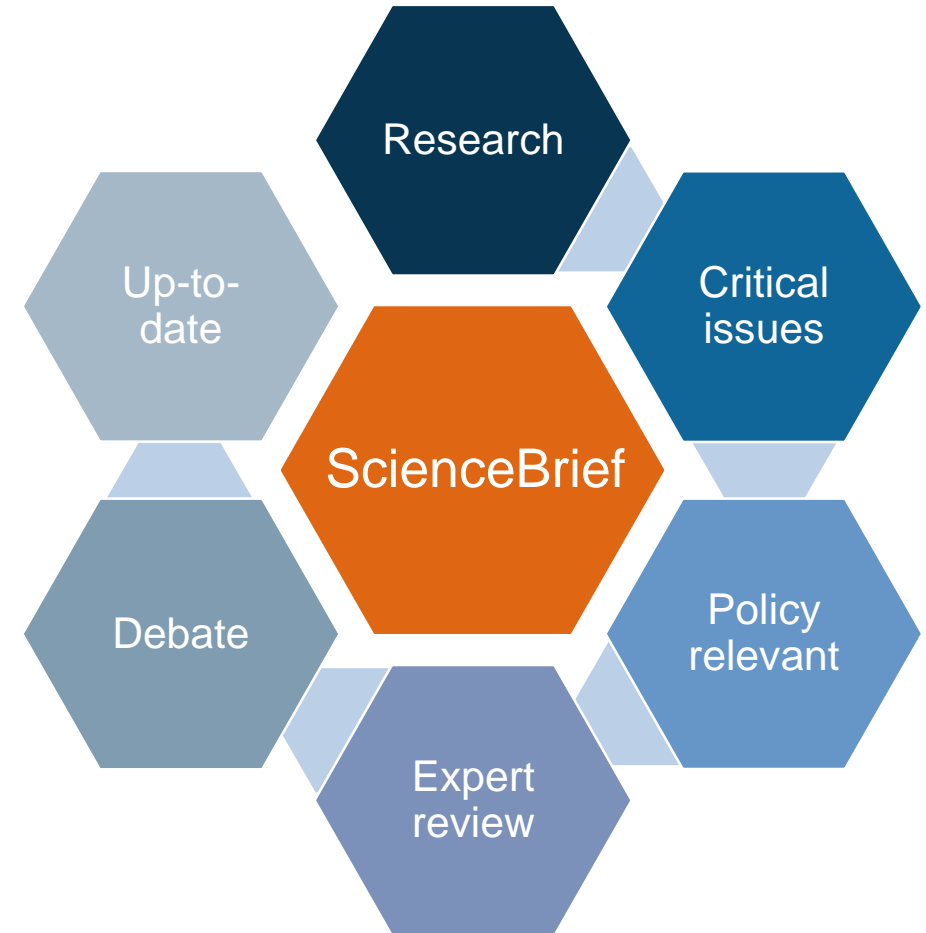 Research
Critical
issues
Policy
relevant
Expert
review
Debate
Up-to-
date
ScienceBrief